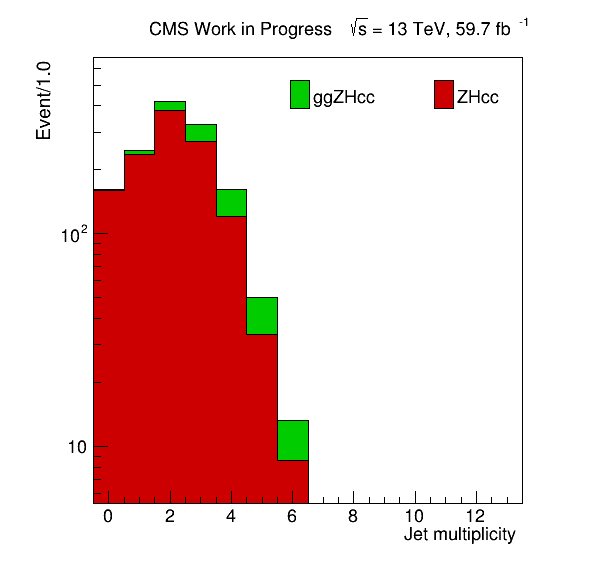 CMS Work in Progress √s = 13 TeV, 59.7 fb⁻¹
Event/1.0
ggZHcc ZHcc
10²
10
0 2 4 6 8 10 12
Jet multiplicity